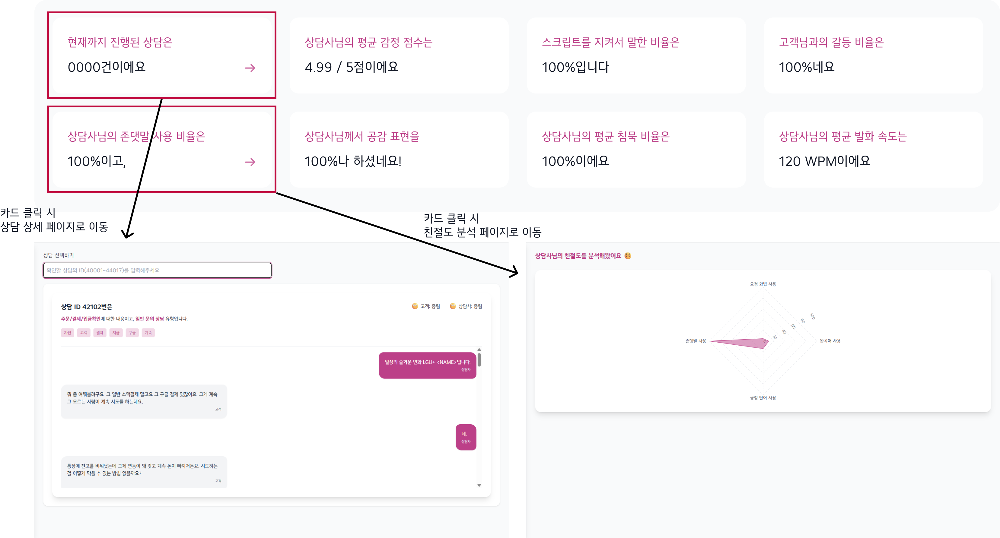 현재까지 진행된 상담은
0000건이에요
상담사님의 평균 감정 점수는
4.99 / 5점이에요
스크립트를 지켜서 말한 비율은
100%입니다
고객님과의 갈등 비율은
100%네요
상담사님의 존댓말 사용 비율은
100%이고,
상담사님께서 공감 표현을
100%나 하셨네요!
상담사님의 평균 침묵 비율은
100%이에요
상담사님의 평균 발화 속도는
120 WPM이에요
카드 클릭 시
상담 상세 페이지로 이동
카드 클릭 시
친절도 분석 페이지로 이동
상담 선택하기
확인할 상담의 ID(40001~44017)를 입력해주세요
상담 ID 42102번은
고객: 중립
상담사: 중립
주문/결제/입금확인에 대한 내용이고, 일반 문의 상담 유형입니다.
차단 고객 결제 지금 구글 계속
일상의 즐거운 변화 LGU+ <NAME>입니다.
상담사
뭐 좀 여쭤볼려구요. 그 일반 소액결제 말고요 그 구글 결제 있잖아요. 그게 계속
그 모르는 사람이 계속 시도를 하는데요.
고객
네.
상담사
통장에 잔고를 비워놨는데 그게 연동이 돼 갖고 계속 돈이 빠지거든요. 시도하는
걸 어떻게 막을 수 있는 방법 없을까요?
고객
상담사님의 친절도를 분석해봤어요
요청 화법 사용
100
80
60
40
20
0
존댓말 사용
완곡어 사용
긍정 단어 사용